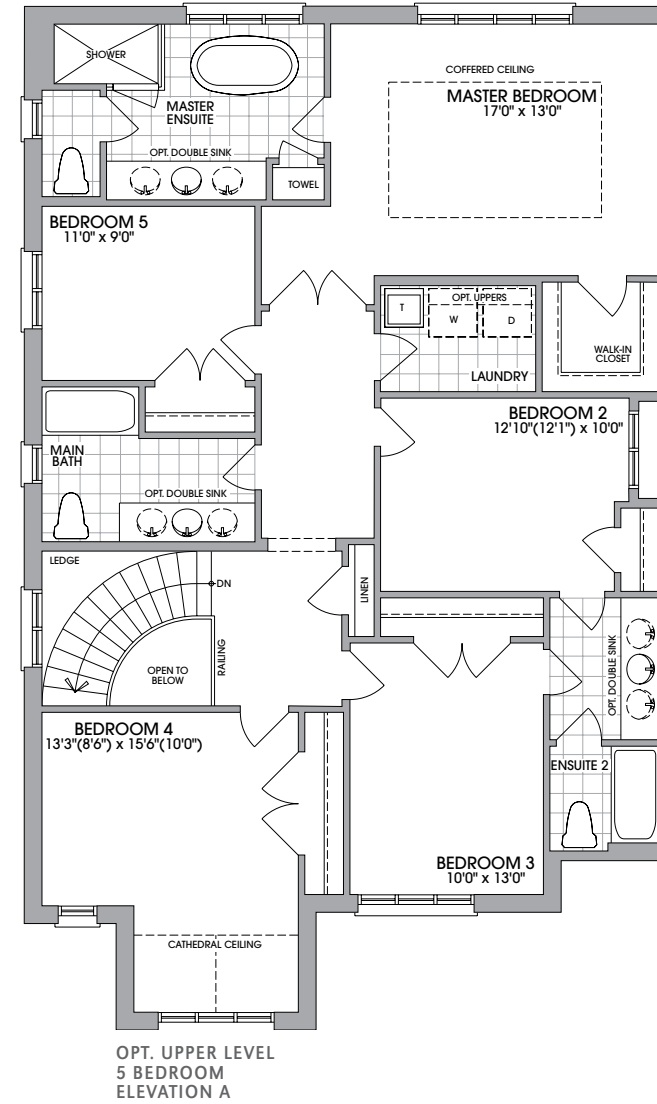 SHOWER
MASTER
ENSUITE
OPT. DOUBLE SINK
TOWEL
COFFERED CEILING
MASTER BEDROOM
17'0" x 13'0"
BEDROOM 5
11'0" x 9'0"
T
OPT. UPPERS
W
D
LAUNDRY
WALK-IN
CLOSET
BEDROOM 2
12'10"(12'1") x 10'0"
MAIN
BATH
OPT. DOUBLE SINK
LEDGE
DN
LINEN
OPEN TO
BELOW
RAILING
OPT. DOUBLE SINK
BEDROOM 4
13'3"(8'6") x 15'6"(10'0")
ENSUITE 2
BEDROOM 3
10'0" x 13'0"
CATHEDRAL CEILING
OPT. UPPER LEVEL
5 BEDROOM
ELEVATION A